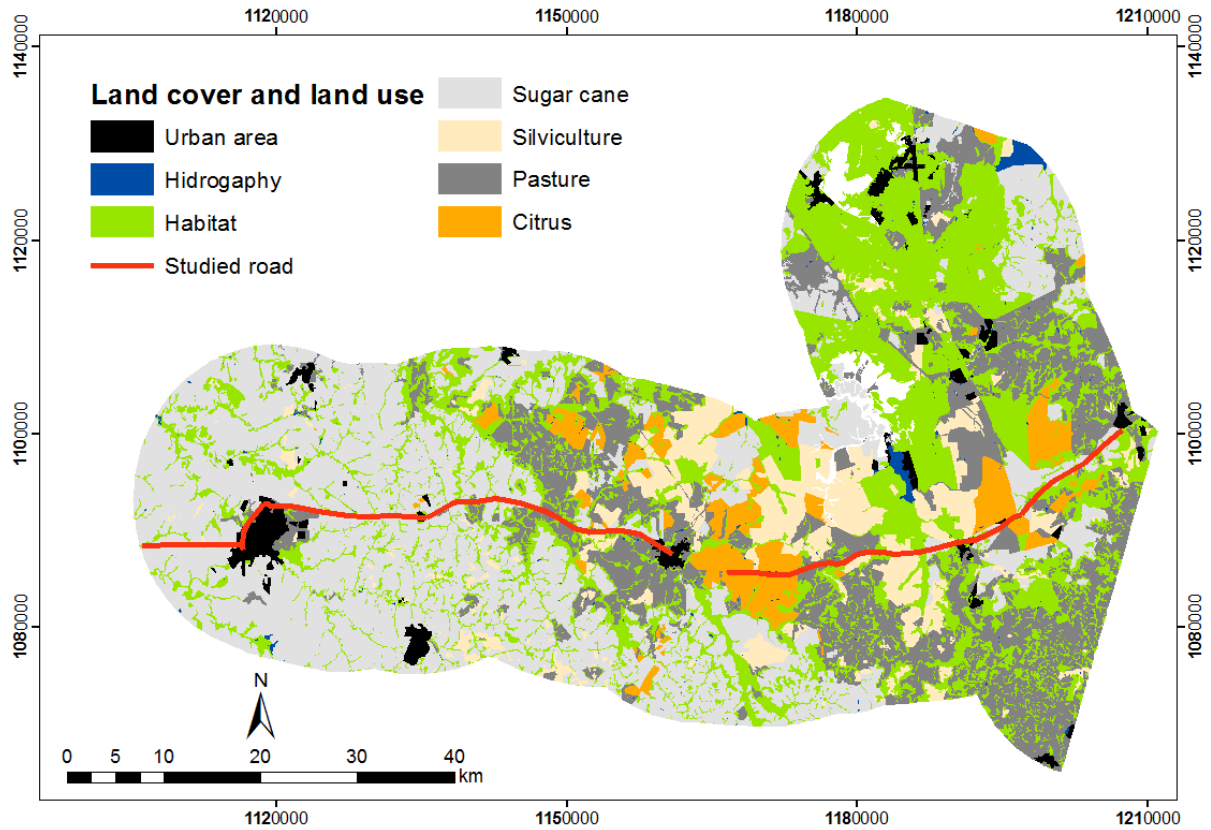 1120000 1150000 1180000 1210000
1140000 1140000
Land cover and land use
Urban area
Hidrogaphy
Habitat
Studied road
Sugar cane
Silviculture
Pasture
Citrus
1120000 1120000
1100000 1100000
1080000 1080000
N
0 5 10 20 30 40
km
1120000 1150000 1180000 1210000